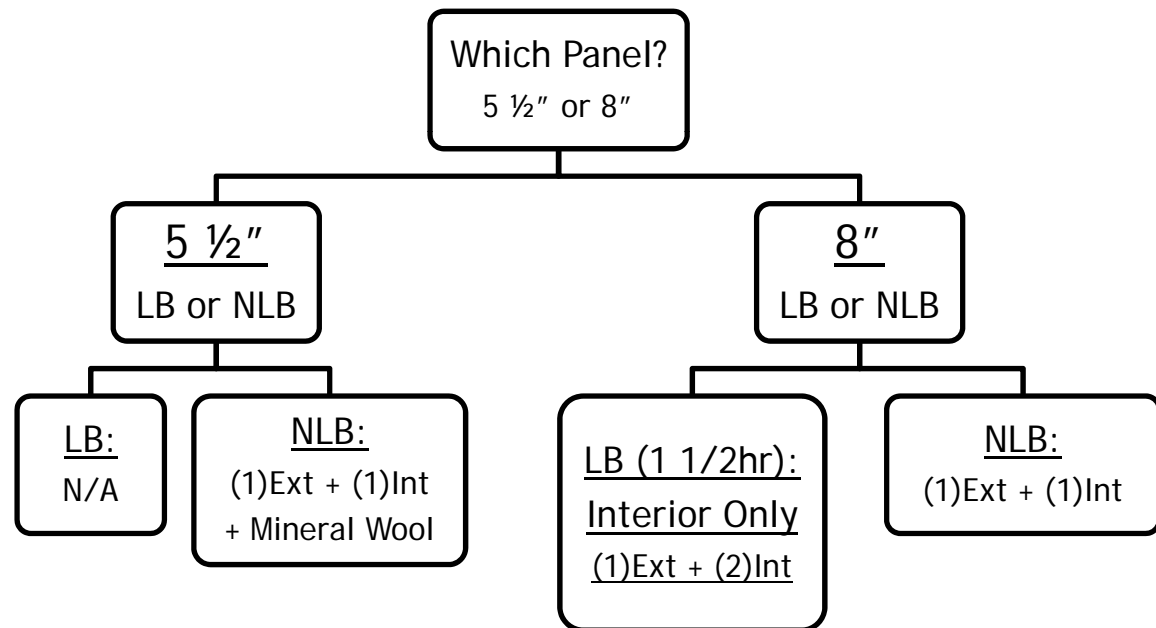 Which Panel?
5 ½″ or 8″
5 ½″
LB or NLB
8″
LB or NLB
LB:
N/A
NLB:
(1)Ext + (1)Int
+ Mineral Wool
LB (1 1/2hr):
Interior Only
(1)Ext + (2)Int
NLB:
(1)Ext + (1)Int